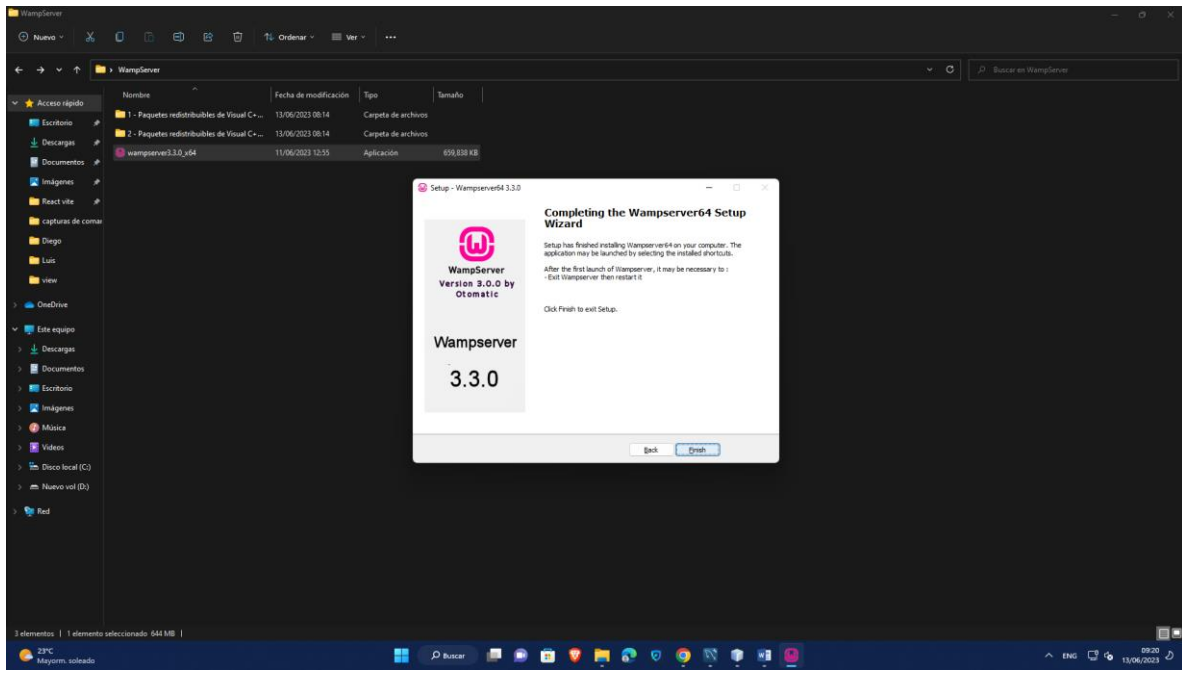 WampServer
Nuevo
Ordenar
Ver
WampServer
Buscar en WampServer
Nombre Fecha de modificación Tipo Tamaño
Acceso rápido
Escritorio
Descargas
Documentos
Imágenes
React vite
capturas de comar
Diego
Luis
view
OneDrive
Este equipo
Descargas
Documentos
Escritorio
Imágenes
Música
Videos
Disco local (C:)
Nuevo vol (D:)
Red
1 - Paquetes redistribuibles de Visual C+... 13/06/2023 08:14 Carpeta de archivos
2 - Paquetes redistribuibles de Visual C+... 13/06/2023 08:14 Carpeta de archivos
wampserver3.3.0_x64 11/06/2023 12:55 Aplicación 659,838 KB
Setup - Wampserver64 3.3.0
WampServer
Version 3.0.0 by
Otomatic
Wampserver
3.3.0
Completing the Wampserver64 Setup
Wizard
Setup has finished installing Wampserver64 on your computer. The
application may be launched by selecting the installed shortcuts.
After the first launch of Wampserver, it may be necessary to :
- Exit Wampserver then restart it
Click Finish to exit Setup.
Back
Finish
3 elementos
1 elemento seleccionado 644 MB
23°C
Mayorm. soleado
Buscar
ENG
09:20
13/06/2023